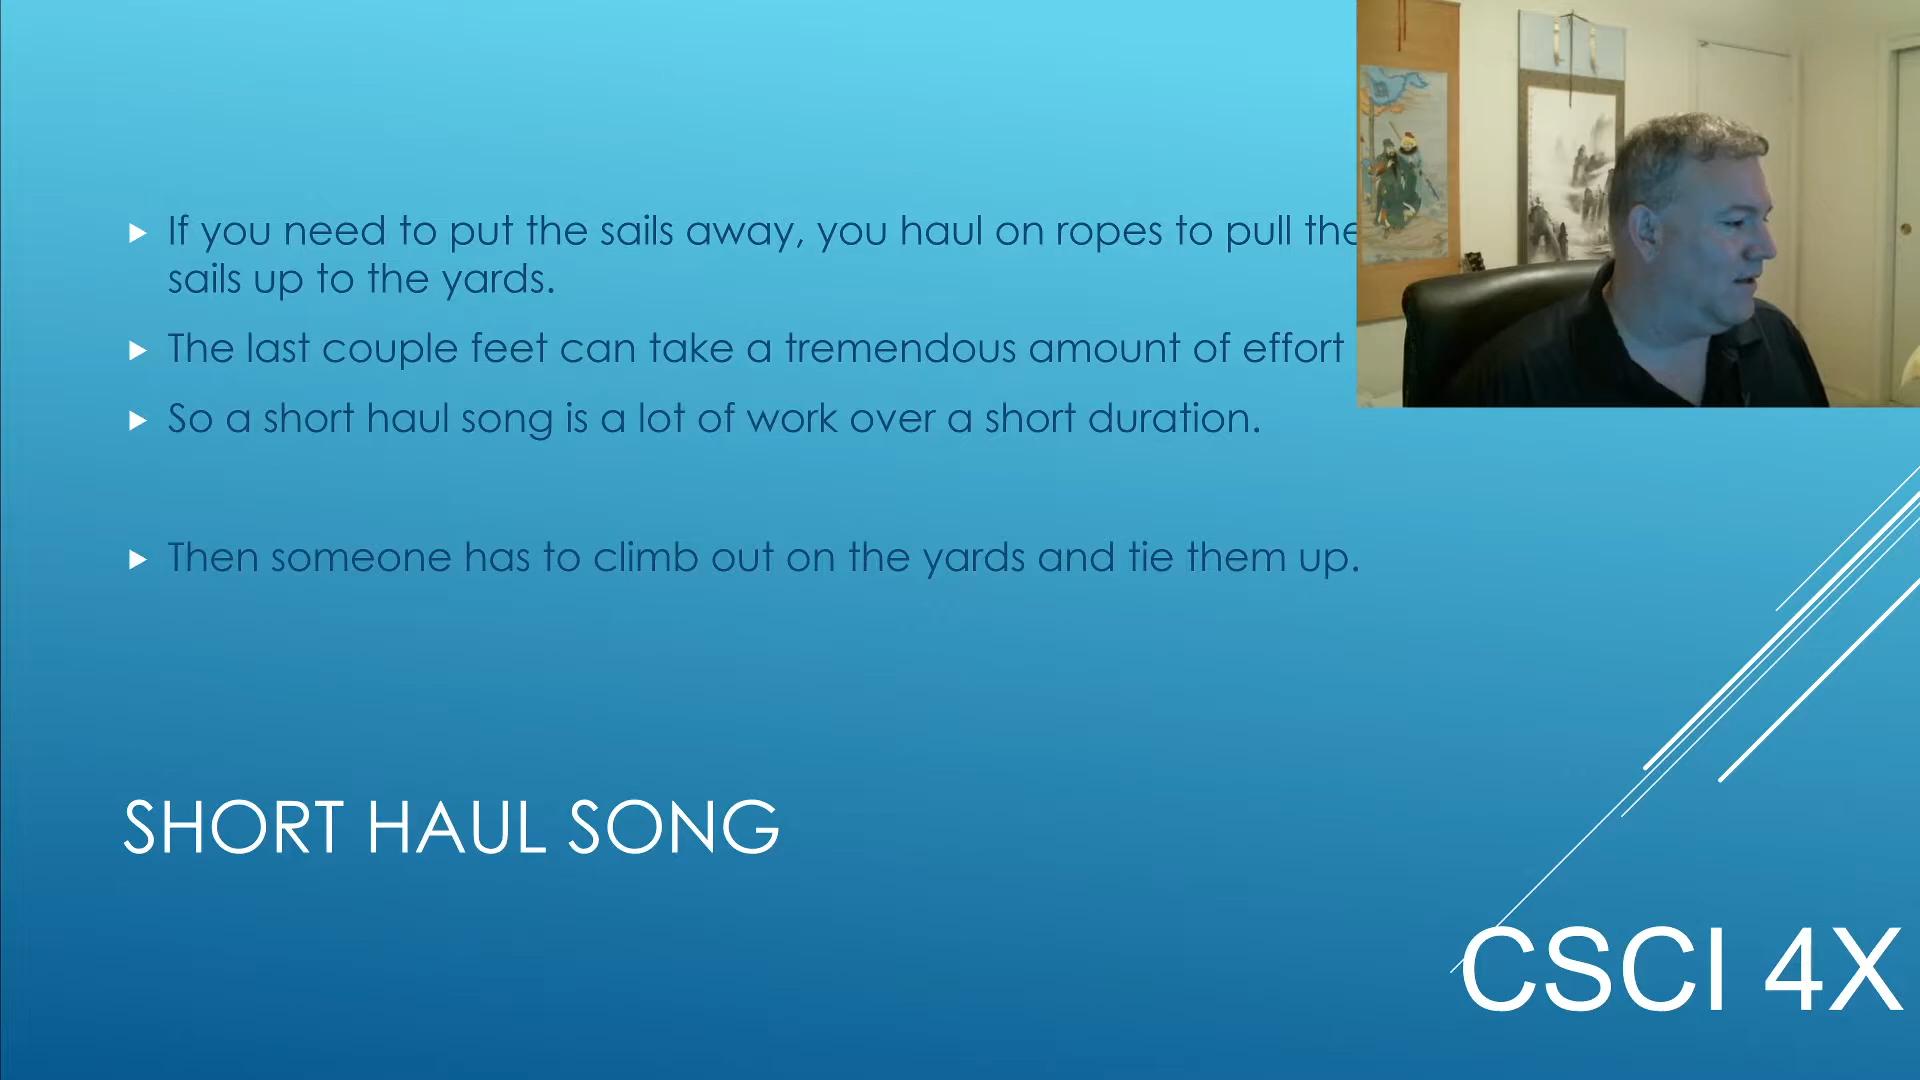 If you need to put the sails away, you haul on ropes to pull the
sails up to the yards.
The last couple feet can take a tremendous amount of effort
So a short haul song is a lot of work over a short duration.
Then someone has to climb out on the yards and tie them up.
SHORT HAUL SONG
CSCI 4X